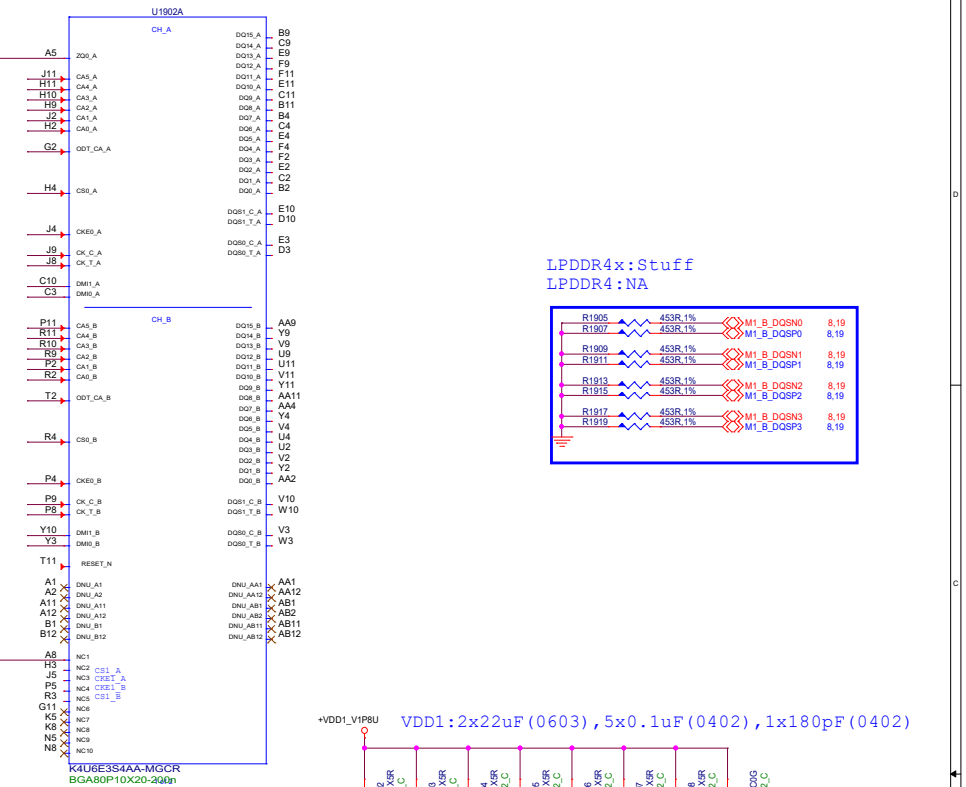 U1902A
CH_A
A5 ZQ0_A
J11 CA5_A
H11 CA4_A
H10 CA3_A
H9 CA2_A
J2 CA1_A
H2 CA0_A
G2 ODT_CA_A
H4 CS0_A
J4 CKE0_A
J9 CK_C_A
J8 CK_T_A
C10 DMI1_A
C3 DMI0_A
DQ15_A B9
DQ14_A C9
DQ13_A E9
DQ12_A F9
DQ11_A F11
DQ10_A E11
DQ9_A C11
DQ8_A B11
DQ7_A B4
DQ6_A C4
DQ5_A E4
DQ4_A F4
DQ3_A F2
DQ2_A E2
DQ1_A C2
DQ0_A B2
DQS1_C_A E10
DQS1_T_A D10
DQS0_C_A E3
DQS0_T_A D3
CH_B
P11 CA5_B
R11 CA4_B
R10 CA3_B
R9 CA2_B
P2 CA1_B
R2 CA0_B
T2 ODT_CA_B
R4 CS0_B
P4 CKE0_B
P9 CK_C_B
P8 CK_T_B
Y10 DMI1_B
Y3 DMI0_B
T11 RESET_N
DQ15_B AA9
DQ14_B Y9
DQ13_B V9
DQ12_B U9
DQ11_B U11
DQ10_B V11
DQ9_B Y11
DQ8_B AA11
DQ7_B AA4
DQ6_B Y4
DQ5_B V4
DQ4_B U4
DQ3_B U2
DQ2_B V2
DQ1_B Y2
DQ0_B AA2
DQS1_C_B V10
DQS1_T_B W10
DQS0_C_B V3
DQS0_T_B W3
A1 DNU_A1
A2 DNU_A2
A11 DNU_A11
A12 DNU_A12
B1 DNU_B1
B12 DNU_B12
DNU_AA1 AA1
DNU_AA12 AA12
DNU_AB1 AB1
DNU_AB2 AB2
DNU_AB11 AB11
DNU_AB12 AB12
A8 NC1
H3 NC2 CS1_A
J5 NC3 CKE1_A
P5 NC4 CKE1_B
R3 NC5 CS1_B
G11 NC6
K5 NC7
K8 NC8
N5 NC9
N8 NC10
K4U6E3S4AA-MGCR
BGA80P10X20-200n
LPDDR4x:Stuff
LPDDR4:NA
R1905 453R,1% M1_B_DQSN0 8,19
R1907 453R,1% M1_B_DQSP0 8,19
R1909 453R,1% M1_B_DQSN1 8,19
R1911 453R,1% M1_B_DQSP1 8,19
R1913 453R,1% M1_B_DQSN2 8,19
R1915 453R,1% M1_B_DQSP2 8,19
R1917 453R,1% M1_B_DQSN3 8,19
R1919 453R,1% M1_B_DQSP3 8,19
D
C
+VDD1_V1P8U
VDD1:2x22uF(0603),5x0.1uF(0402),1x180pF(0402)